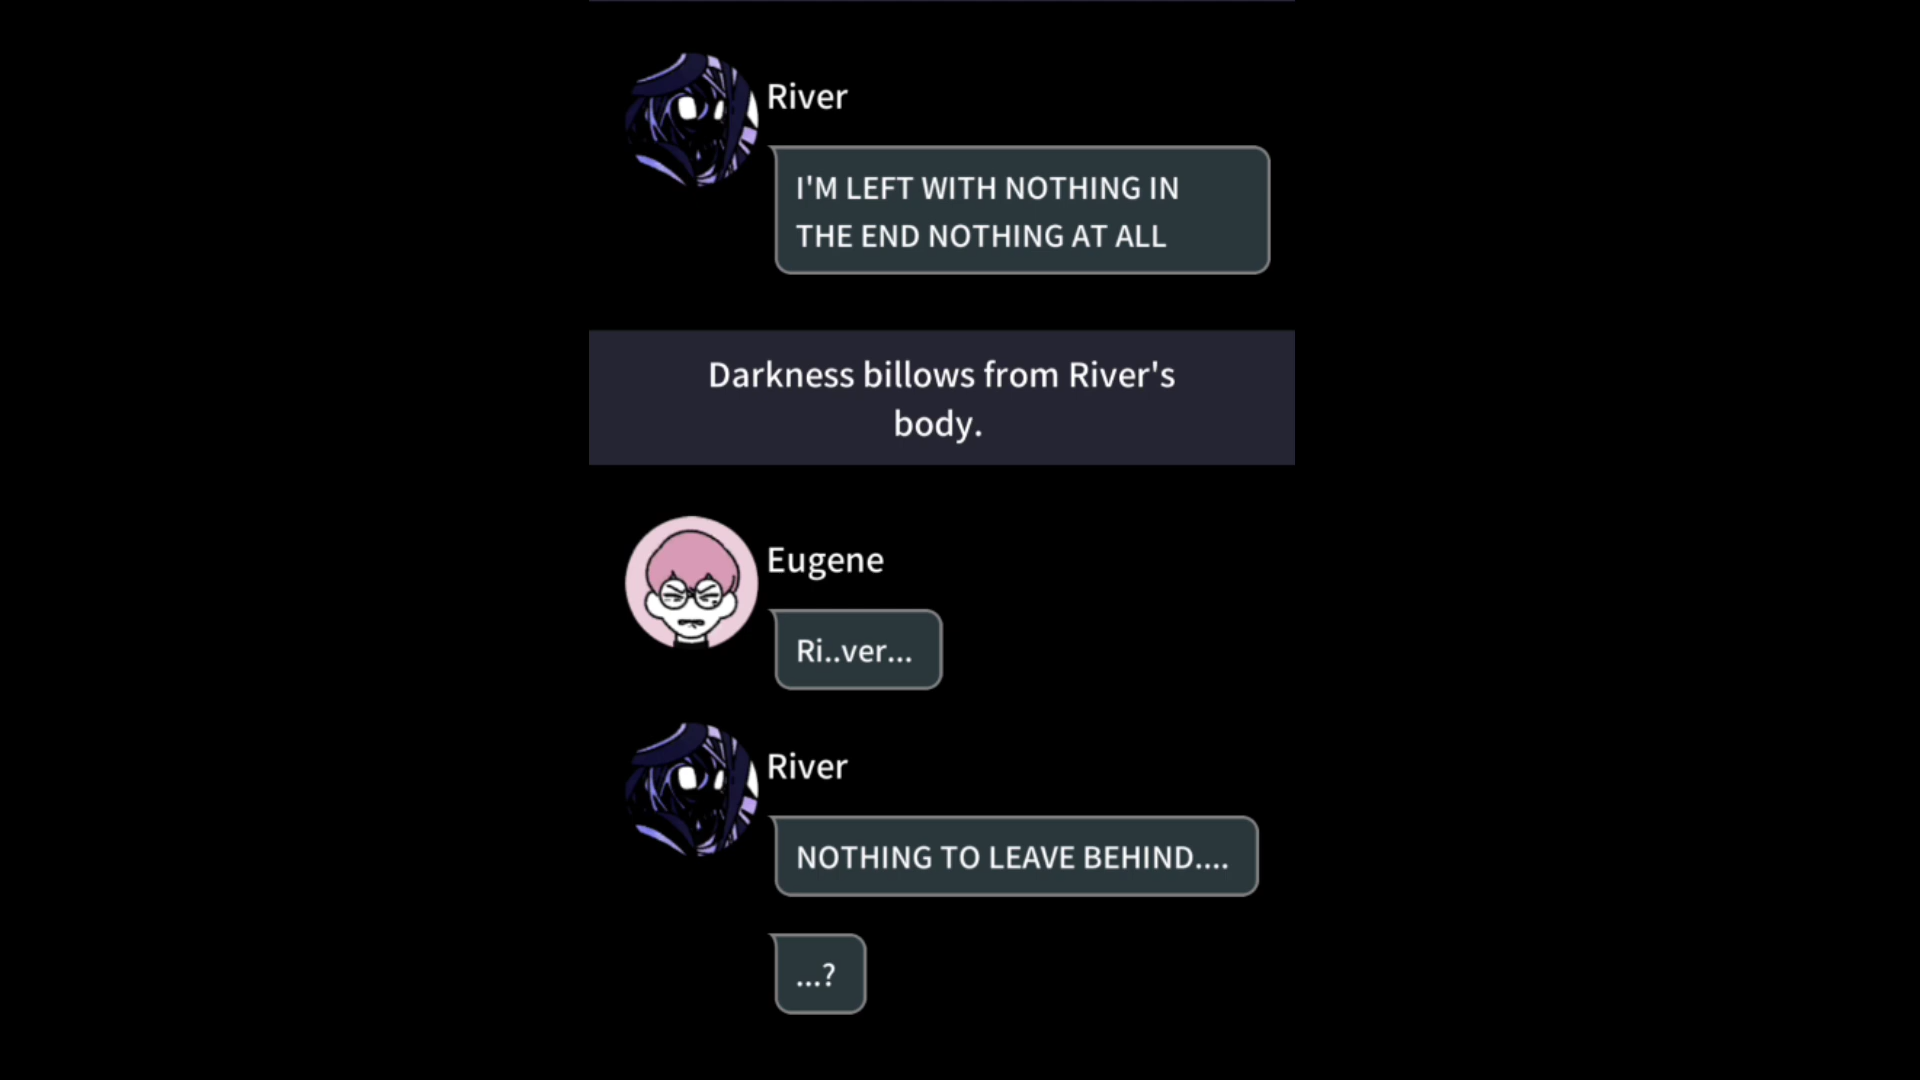 River
I'M LEFT WITH NOTHING IN
THE END NOTHING AT ALL
Darkness billows from River's
body.
Eugene
Ri..ver...
River
NOTHING TO LEAVE BEHIND....
...?